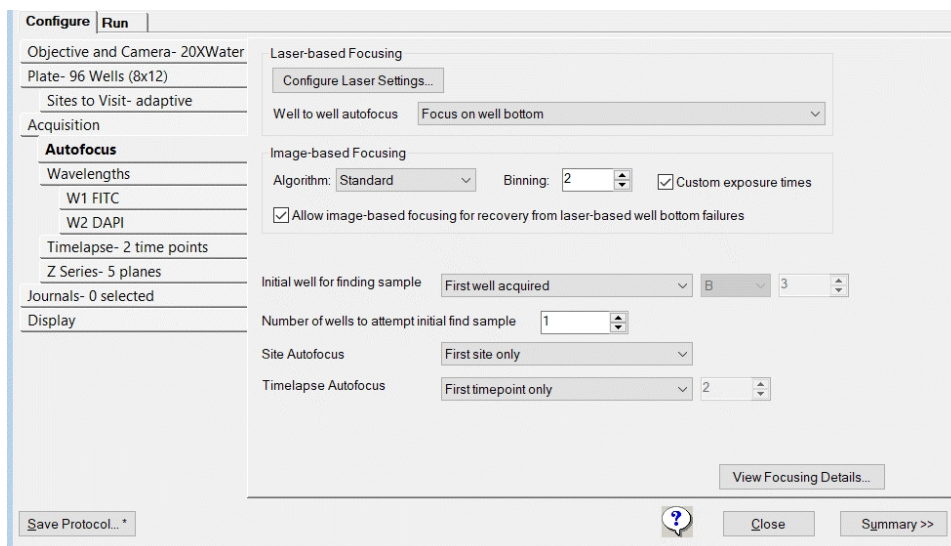 Configure Run
Objective and Camera- 20XWater
Plate- 96 Wells (8x12)
Sites to Visit- adaptive
Acquisition
Autofocus
Wavelengths
W1 FITC
W2 DAPI
Timelapse- 2 time points
Z Series- 5 planes
Journals- 0 selected
Display
Laser-based Focusing
Configure Laser Settings...
Well to well autofocus Focus on well bottom
Image-based Focusing
Algorithm: Standard Binning: 2 Custom exposure times
Allow image-based focusing for recovery from laser-based well bottom failures
Initial well for finding sample First well acquired B 3
Number of wells to attempt initial find sample 1
Site Autofocus First site only
Timelapse Autofocus First timepoint only 2
View Focusing Details...
Save Protocol... * ? Close Summary >>